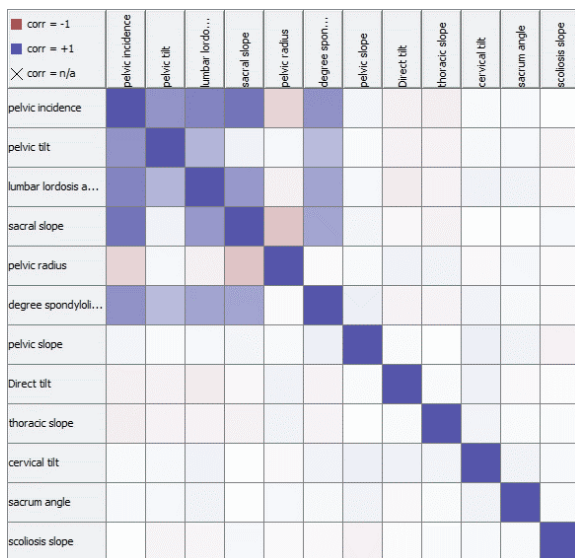 corr = -1
corr = +1
corr = n/a
pelvic incidence
pelvic tilt
lumbar lordo...
sacral slope
pelvic radius
degree spon...
pelvic slope
Direct tilt
thoracic slope
cervical tilt
sacrum angle
scoliosis slope
pelvic incidence
pelvic tilt
lumbar lordosis a...
sacral slope
pelvic radius
degree spondyloli...
pelvic slope
Direct tilt
thoracic slope
cervical tilt
sacrum angle
scoliosis slope